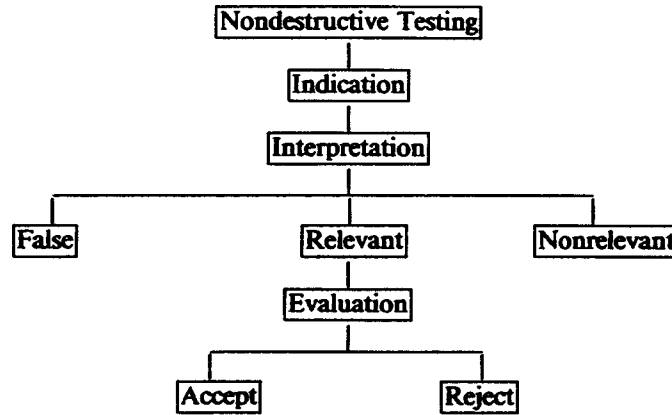 Nondestructive Testing
Indication
Interpretation
False Relevant Nonrelevant
Evaluation
Accept Reject